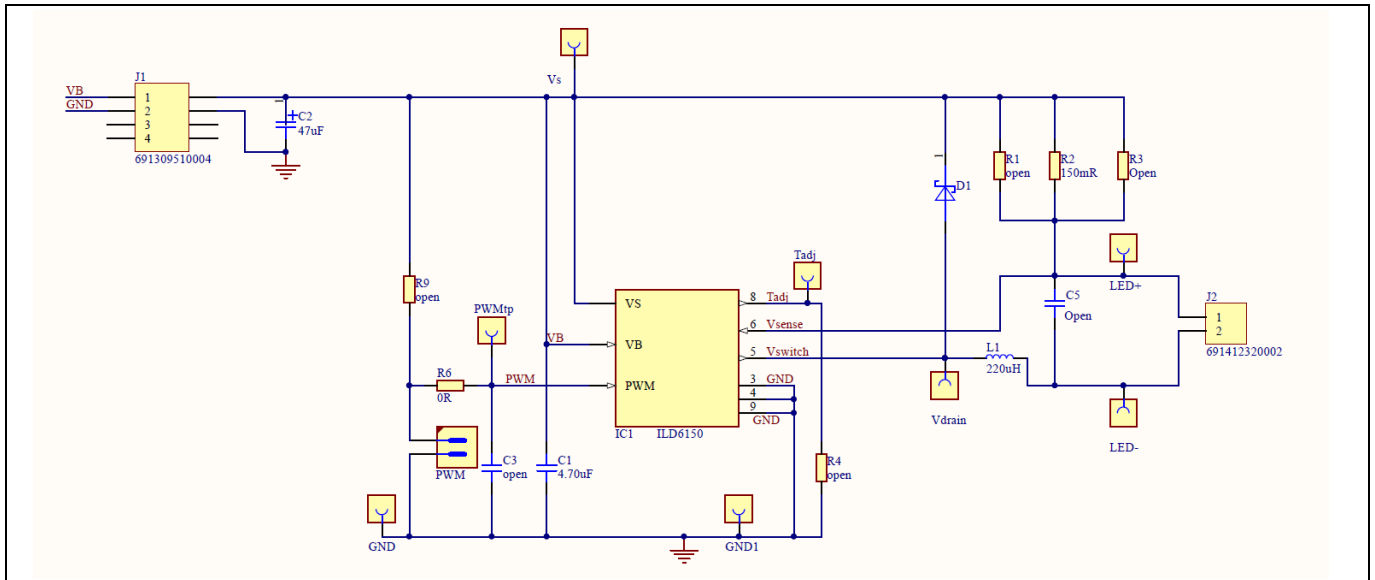 Vs
J1
VB
GND
1
2
3
4
691309510004
1
C2
47uF
R1
open
R2
150mR
R3
Open
1
D1
R9
open
PWMtp
VB
PWM
R6
0R
PWM
C3
open
C1
4.70uF
VS
VB
PWM
IC1
ILD6150
8
Tadj
Tadj
6
Vsense
5
Vswitch
3
GND
4
9
GND
R4
open
L1
220uH
Vdrain
C5
Open
LED+
LED-
J2
1
2
691412320002
GND
GND1